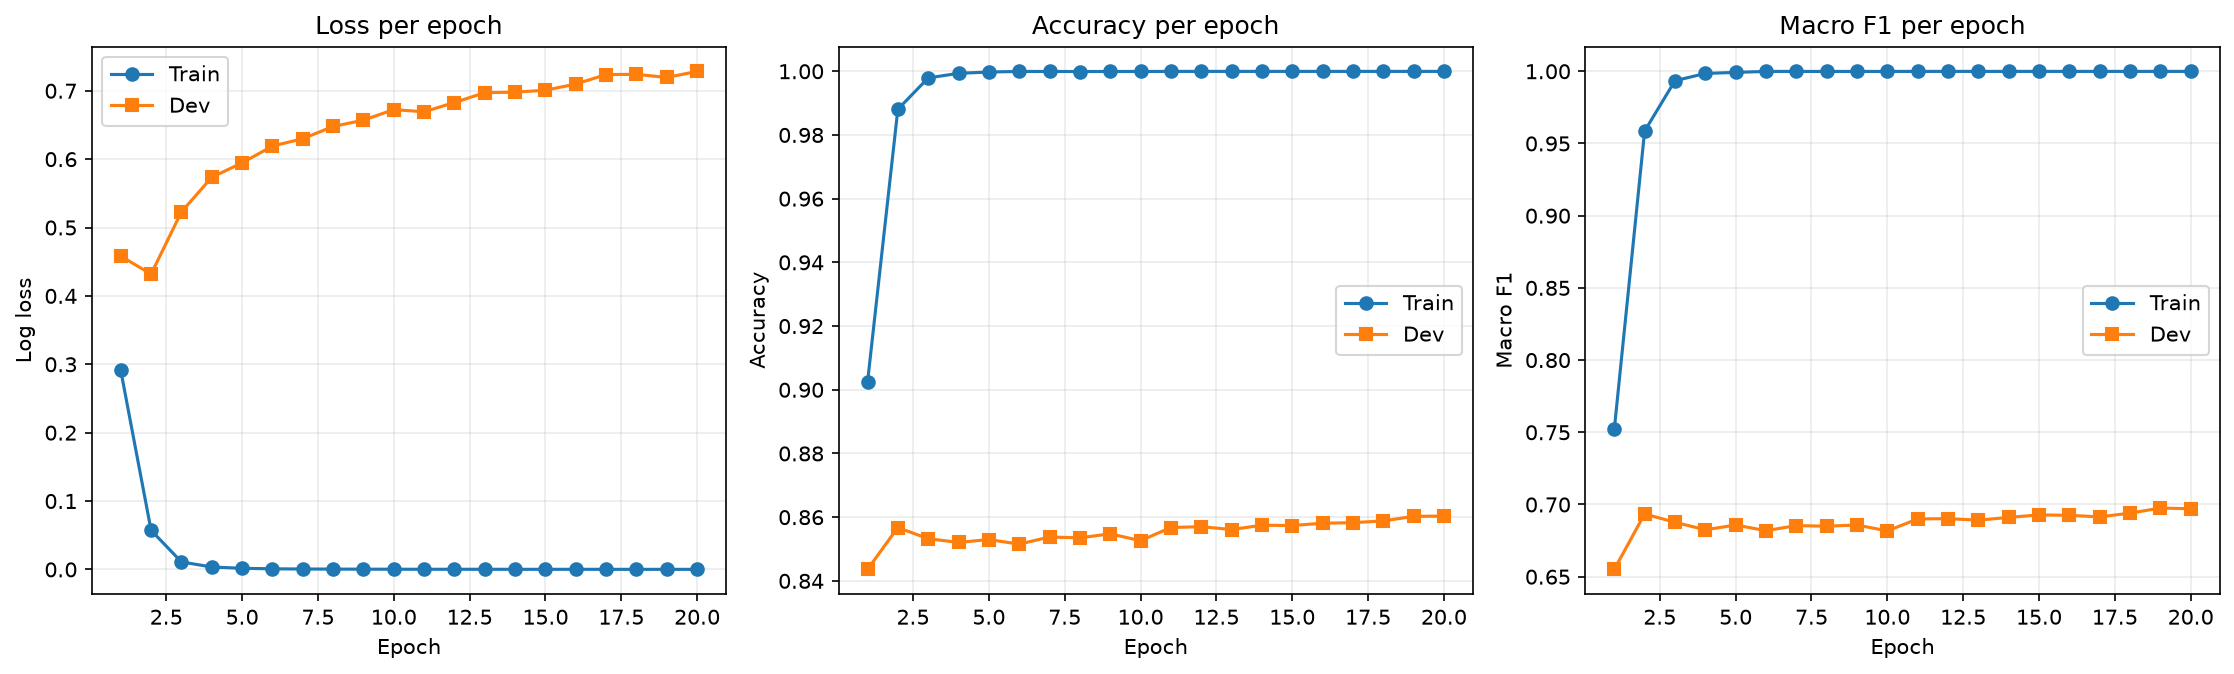 Loss per epoch
Train
Dev
0.7
0.6
0.5
0.4
0.3
0.2
0.1
0.0
Log loss
2.5 5.0 7.5 10.0 12.5 15.0 17.5 20.0
Epoch
Accuracy per epoch
1.00
0.98
0.96
0.94
0.92
0.90
0.88
0.86
0.84
Accuracy
Train
Dev
2.5 5.0 7.5 10.0 12.5 15.0 17.5 20.0
Epoch
Macro F1 per epoch
1.00
0.95
0.90
0.85
0.80
0.75
0.70
0.65
Macro F1
Train
Dev
2.5 5.0 7.5 10.0 12.5 15.0 17.5 20.0
Epoch